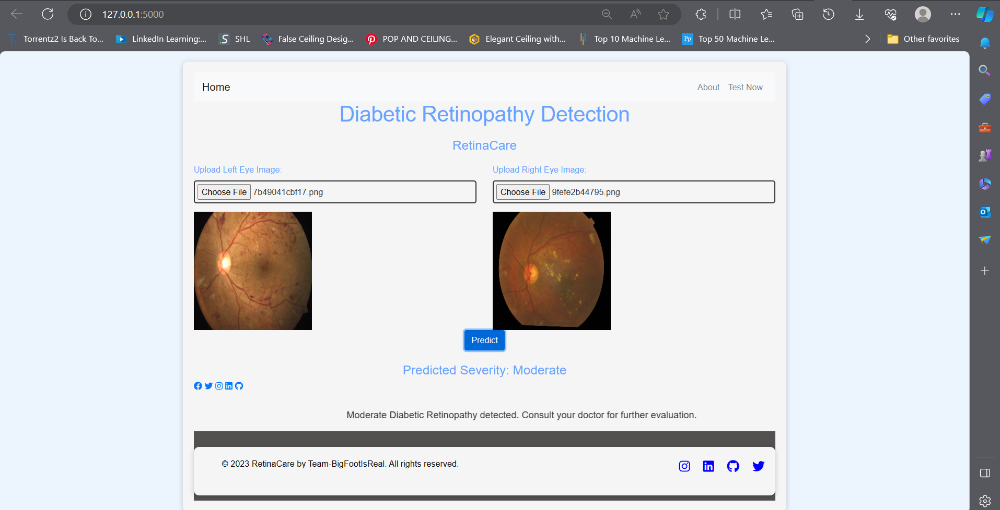 127.0.0.1:5000
Torrentz2 Is Back To...
LinkedIn Learning:...
SHL
False Ceiling Desig...
POP AND CEILING...
Elegant Ceiling with...
Top 10 Machine Le...
Pp
Top 50 Machine Le...
Other favorites
Home
About
Test Now
Diabetic Retinopathy Detection
RetinaCare
Upload Left Eye Image:
Upload Right Eye Image:
Choose File 7b49041cbf17.png
Choose File 9fefe2b44795.png
Predict
Predicted Severity: Moderate
Moderate Diabetic Retinopathy detected. Consult your doctor for further evaluation.
© 2023 RetinaCare by Team-BigFootIsReal. All rights reserved.